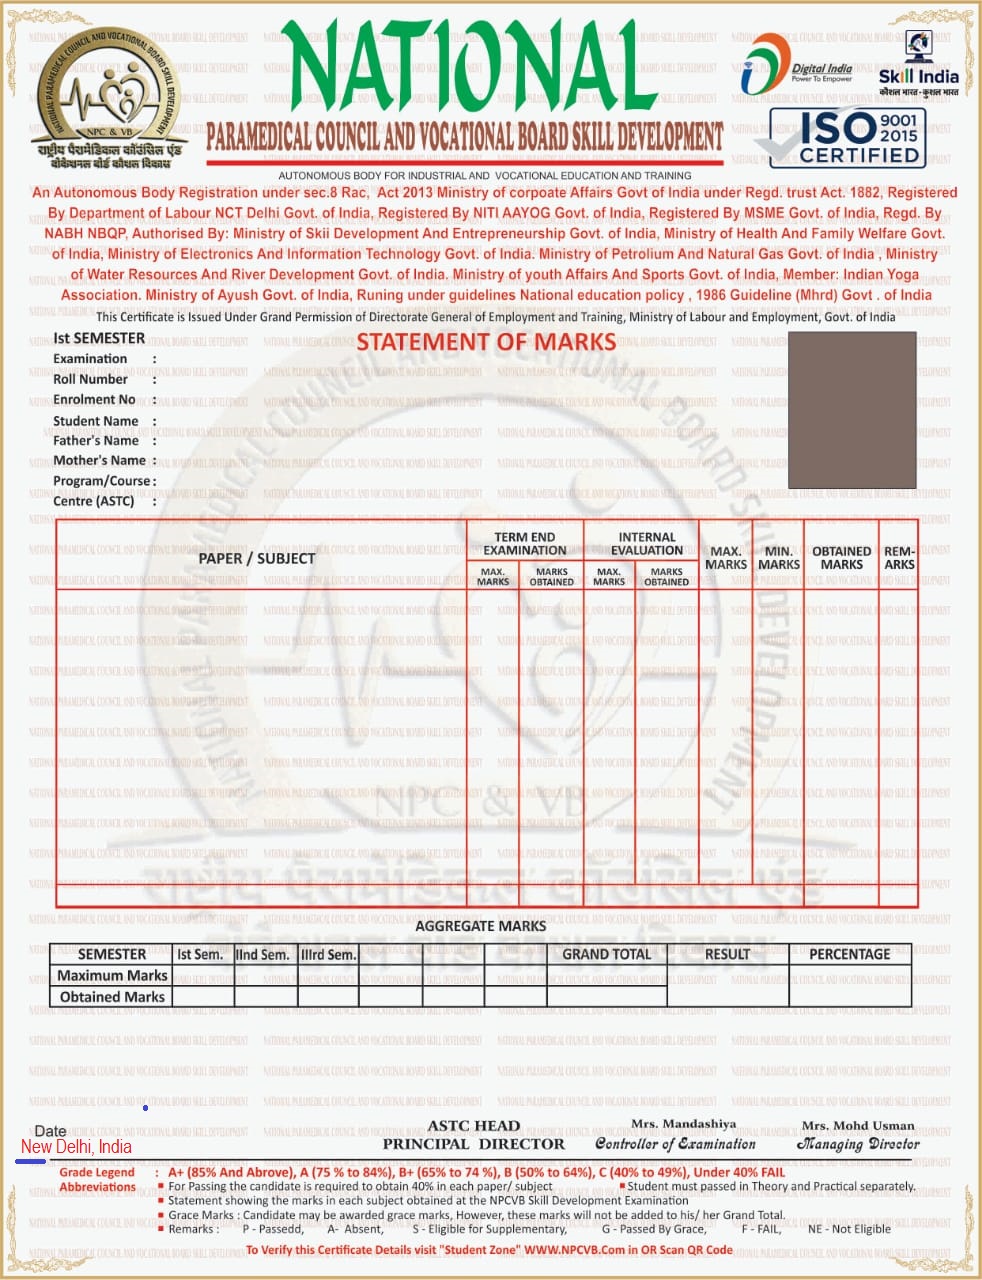 NATIONAL
PARAMEDICAL COUNCIL AND VOCATIONAL BOARD SKILL DEVELOPMENT
NATIONAL PARAMEDICAL COUNCIL AND VOCATIONAL BOARD SKILL DEVELOPMENT
NPC & VB
राष्ट्रीय पैरामेडिकल कॉउंसिल एंड
वोकेशनल बोर्ड कौशल विकास
Digital India
Power To Empower
Skill India
कौशल भारत - कुशल भारत
ISO 9001 2015
CERTIFIED
AUTONOMOUS BODY FOR INDUSTRIAL AND VOCATIONAL EDUCATION AND TRAINING
An Autonomous Body Registration under sec.8 Rac, Act 2013 Ministry of corpoate Affairs Govt of India under Regd. trust Act. 1882, Registered
By Department of Labour NCT Delhi Govt. of India, Registered By NITI AAYOG Govt. of India, Registered By MSME Govt. of India, Regd. By
NABH NBQP, Authorised By: Ministry of Skii Development And Entrepreneurship Govt. of India, Ministry of Health And Family Welfare Govt.
of India, Ministry of Electronics And Information Technology Govt. of India. Ministry of Petrolium And Natural Gas Govt. of India , Ministry
of Water Resources And River Development Govt. of India. Ministry of youth Affairs And Sports Govt. of India, Member: Indian Yoga
Association. Ministry of Ayush Govt. of India, Runing under guidelines National education policy , 1986 Guideline (Mhrd) Govt . of India
This Certificate is Issued Under Grand Permission of Directorate General of Employment and Training, Ministry of Labour and Employment, Govt. of India
Ist SEMESTER
STATEMENT OF MARKS
Examination :
Roll Number :
Enrolment No :
Student Name :
Father's Name :
Mother's Name :
Program/Course :
Centre (ASTC) :
PAPER / SUBJECT
TERM END EXAMINATION
INTERNAL EVALUATION
MAX. MARKS
MIN. MARKS
OBTAINED MARKS
REM-ARKS
MAX. MARKS
MARKS OBTAINED
MAX. MARKS
MARKS OBTAINED
NPC & VB
AGGREGATE MARKS
SEMESTER Ist Sem. IInd Sem. IIIrd Sem. GRAND TOTAL RESULT PERCENTAGE
Maximum Marks
Obtained Marks
Date
New Delhi, India
ASTC HEAD
PRINCIPAL DIRECTOR
Mrs. Mandashiya
Controller of Examination
Mrs. Mohd Usman
Managing Director
Grade Legend : A+ (85% And Above), A (75 % to 84%), B+ (65% to 74 %), B (50% to 64%), C (40% to 49%), Under 40% FAIL
Abbreviations For Passing the candidate is required to obtain 40% in each paper/ subject Student must passed in Theory and Practical separately.
Statement showing the marks in each subject obtained at the NPCVB Skill Development Examination
Grace Marks : Candidate may be awarded grace marks, However, these marks will not be added to his/ her Grand Total.
Remarks : P - Passedd, A- Absent, S - Eligible for Supplementary, G - Passed By Grace, F - FAIL, NE - Not Eligible
To Verify this Certificate Details visit "Student Zone" WWW.NPCVB.Com in OR Scan QR Code